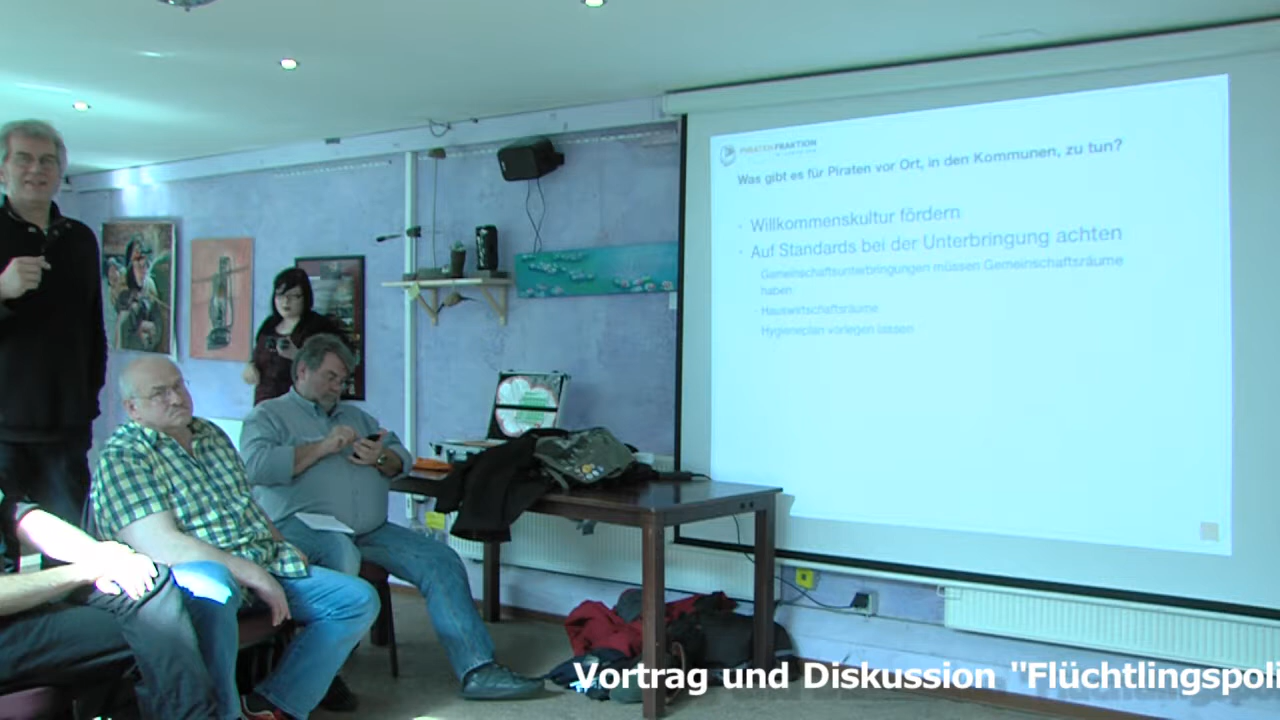 PIRATENFRAKTION
Was gibt es für Piraten vor Ort, in den Kommunen, zu tun?
Willkommenskultur fördern
Auf Standards bei der Unterbringung achten
Gemeinschaftsunterbringungen müssen Gemeinschaftsräume
haben
Hauswirtschaftsräume
Hygieneplan vorlegen lassen
Vortrag und Diskussion "Flüchtlingspoli